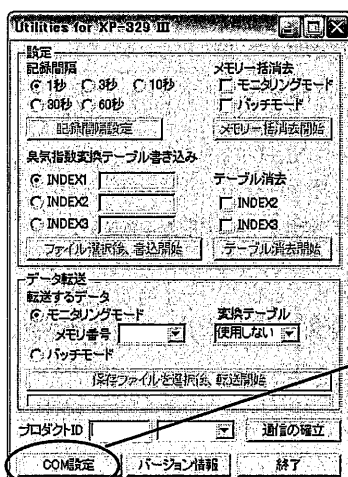 Utilities for XP-329 Ⅲ
設定
記録間隔
1秒 3秒 10秒
30秒 60秒
記録間隔設定
メモリー括消去
モニタリングモード
バッチモード
メモリー括消去開始
臭気指数変換テーブル書き込み
INDEX1
INDEX2
INDEX3
ファイル選択後、書込開始
テーブル消去
INDEX2
INDEX3
テーブル消去開始
データ転送
転送するデータ
モニタリングモード
メモリ番号
バッチモード
変換テーブル
使用しない
保存ファイルを選択後、転送開始
プロダクトID
通信の確立
COM設定
バージョン情報
終了